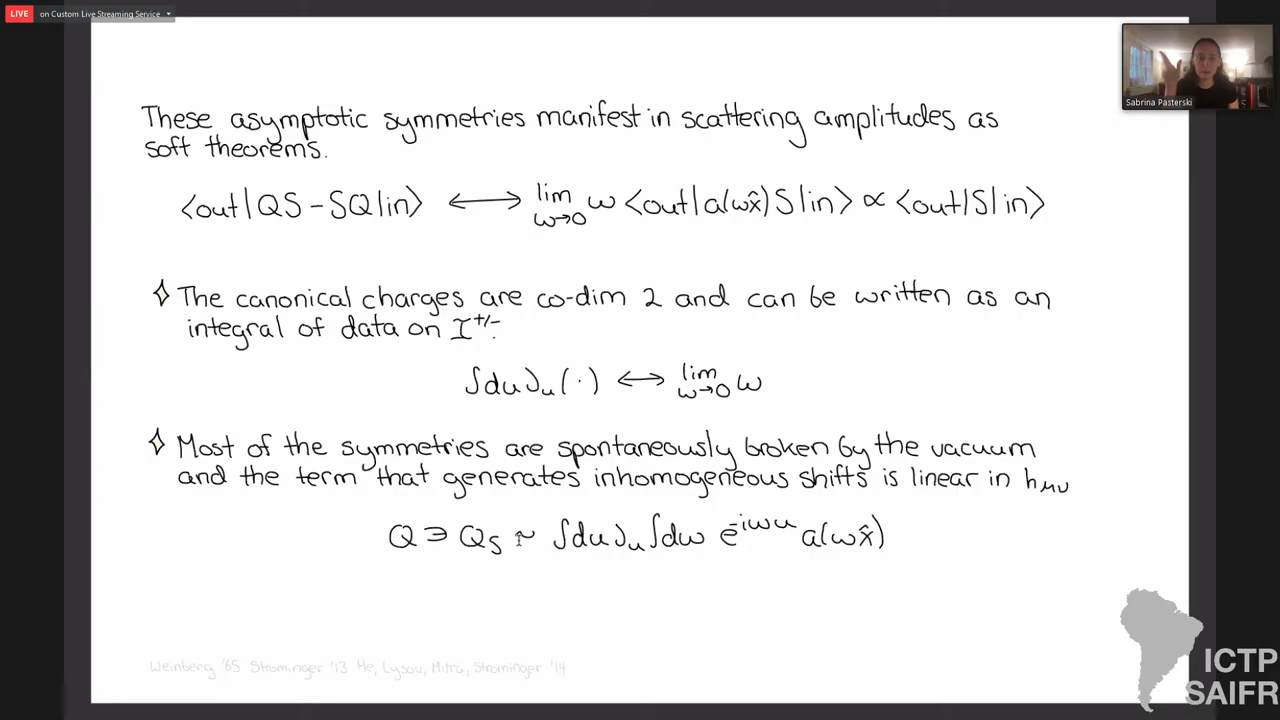 LIVE on Custom Live Streaming Service
Sabrina Pasterski
These asymptotic symmetries manifest in scattering amplitudes as
soft theorems.
<out|QS - SQ|in> ⟷ lim ω→0 ω <out|a(ωx̂)S|in> ∝ <out|S|in>
✧ The canonical charges are co-dim 2 and can be written as an
integral of data on I⁺/⁻.
∫du∂ᵤ(·) ⟷ lim ω→0 ω
✧ Most of the symmetries are spontaneously broken by the vacuum
and the term that generates inhomogeneous shifts is linear in hμν
Q ∋ Qs ~ ∫du∂ᵤ∫dω e^{-iωu} a(ωx̂)
Weinberg '65 Strominger '13 He, Lysov, Mitra, Strominger '14
ICTP
SAIFR